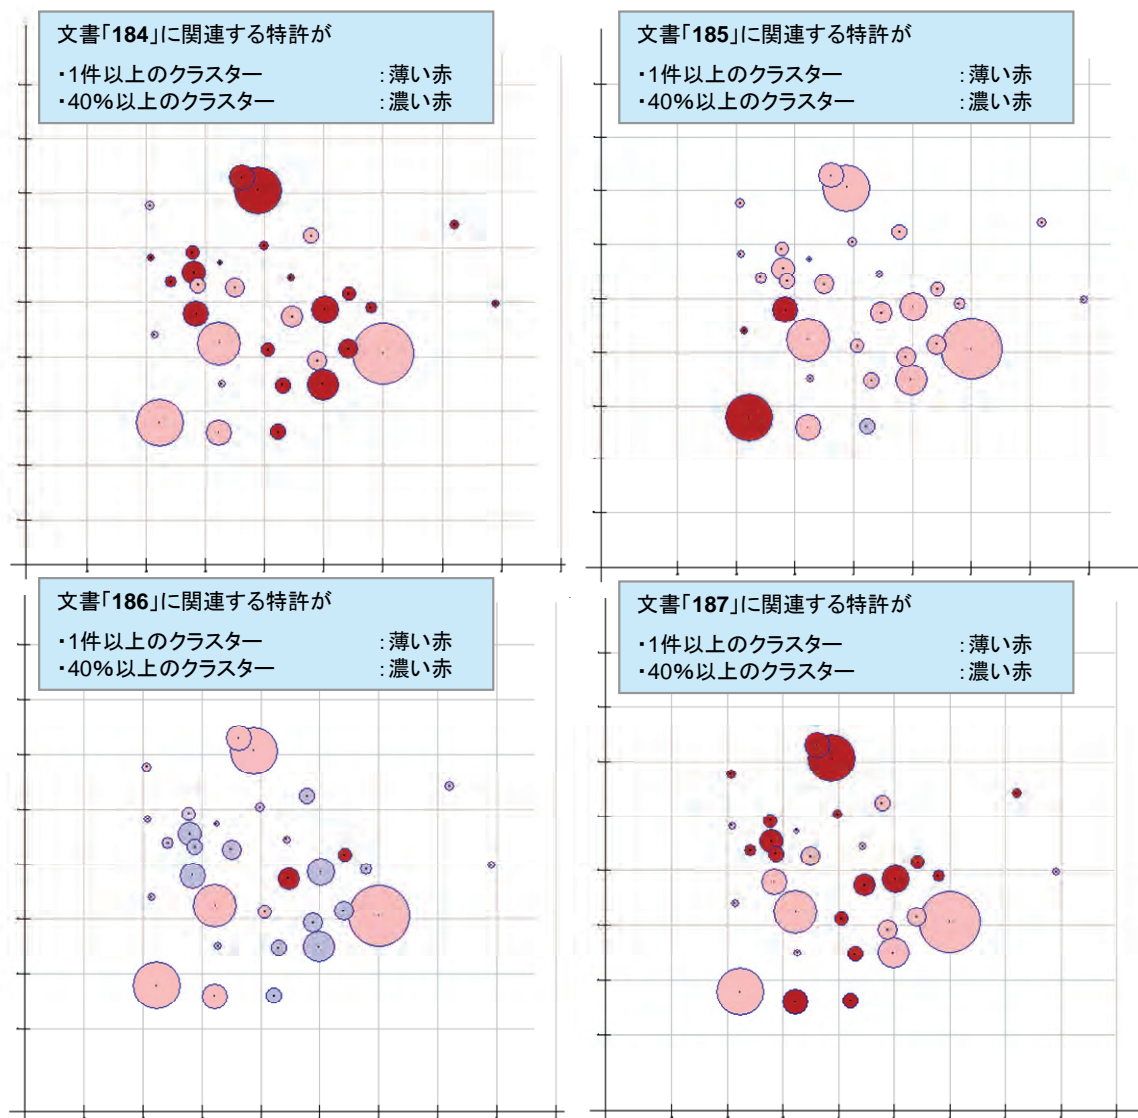 文書「184」に関連する特許が
・1件以上のクラスター ：薄い赤
・40%以上のクラスター ：濃い赤
文書「185」に関連する特許が
・1件以上のクラスター ：薄い赤
・40%以上のクラスター ：濃い赤
文書「186」に関連する特許が
・1件以上のクラスター ：薄い赤
・40%以上のクラスター ：濃い赤
文書「187」に関連する特許が
・1件以上のクラスター ：薄い赤
・40%以上のクラスター ：濃い赤